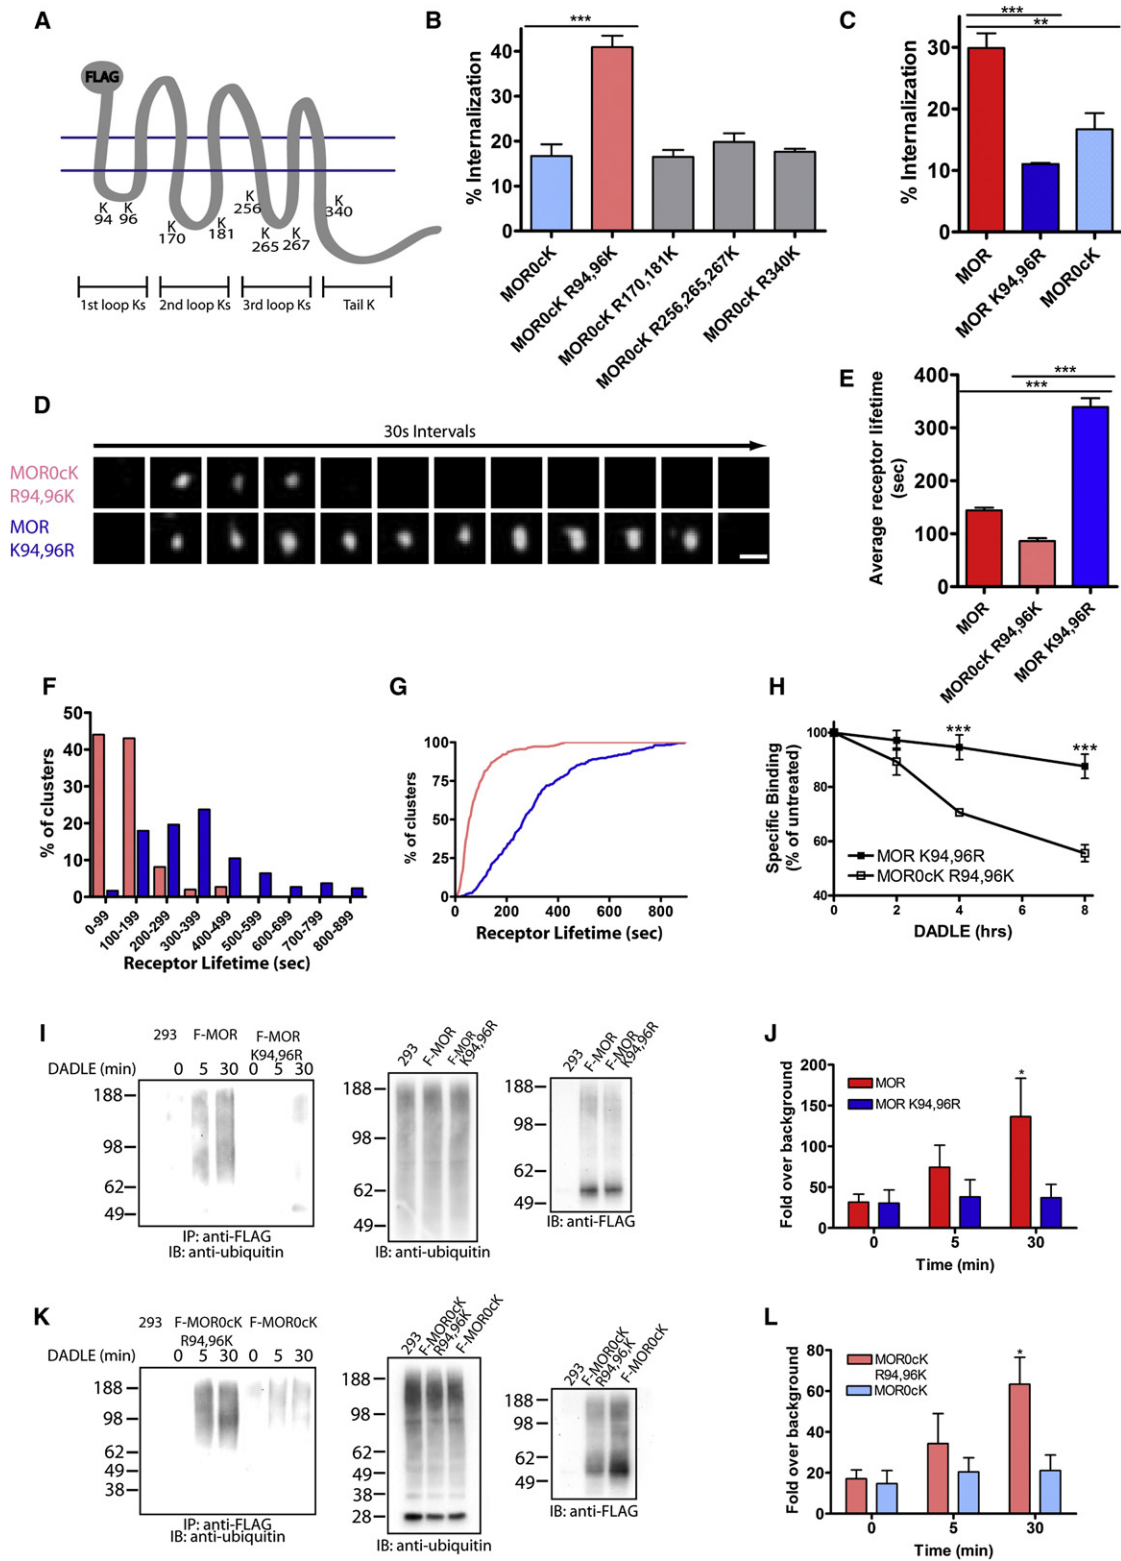 A
FLAG
K
94
K
96
K
170
K
181
K
256
K
265
K
267
K
340
1st loop Ks
2nd loop Ks
3rd loop Ks
Tail K
B
***
% Internalization
40
30
20
10
0
MOR0cK
MOR0cK R94,96K
MOR0cK R170,181K
MOR0cK R256,265,267K
MOR0cK R340K
C
***
**
% Internalization
30
20
10
0
MOR
MOR K94,96R
MOR0cK
D
30s Intervals
MOR0cK
R94,96K
MOR
K94,96R
E
***
***
Average receptor lifetime
(sec)
400
300
200
100
0
MOR
MOR0cK R94,96K
MOR K94,96R
F
% of clusters
50
40
30
20
10
0
0-99
100-199
200-299
300-399
400-499
500-599
600-699
700-799
800-899
Receptor Lifetime (sec)
G
% of clusters
100
75
50
25
0
0
200
400
600
800
Receptor Lifetime (sec)
H
Specific Binding
(% of untreated)
100
80
60
40
***
***
MOR K94,96R
MOR0cK R94,96K
0
2
4
6
8
DADLE (hrs)
I
293 F-MOR F-MOR
K94,96R
DADLE (min) 0 5 30 0 5 30
188
98
62
49
IP: anti-FLAG
IB: anti-ubiquitin
293
F-MOR
F-MOR
K94,96R
188
98
62
49
IB: anti-ubiquitin
293
F-MOR
F-MOR
K94,96R
188
98
62
49
IB: anti-FLAG
J
Fold over background
200
150
100
50
0
MOR
MOR K94,96R
*
0
5
30
Time (min)
K
293 F-MOR0cK F-MOR0cK
R94,96K
DADLE (min) 0 5 30 0 5 30
188
98
62
49
38
IP: anti-FLAG
IB: anti-ubiquitin
293
F-MOR0cK
R94,96K
F-MOR0cK
188
98
62
49
38
28
IB: anti-ubiquitin
293
F-MOR0cK
R94,96,K
F-MOR0cK
188
98
62
49
IB: anti-FLAG
L
Fold over background
80
60
40
20
0
MOR0cK
R94,96K
MOR0cK
*
0
5
30
Time (min)